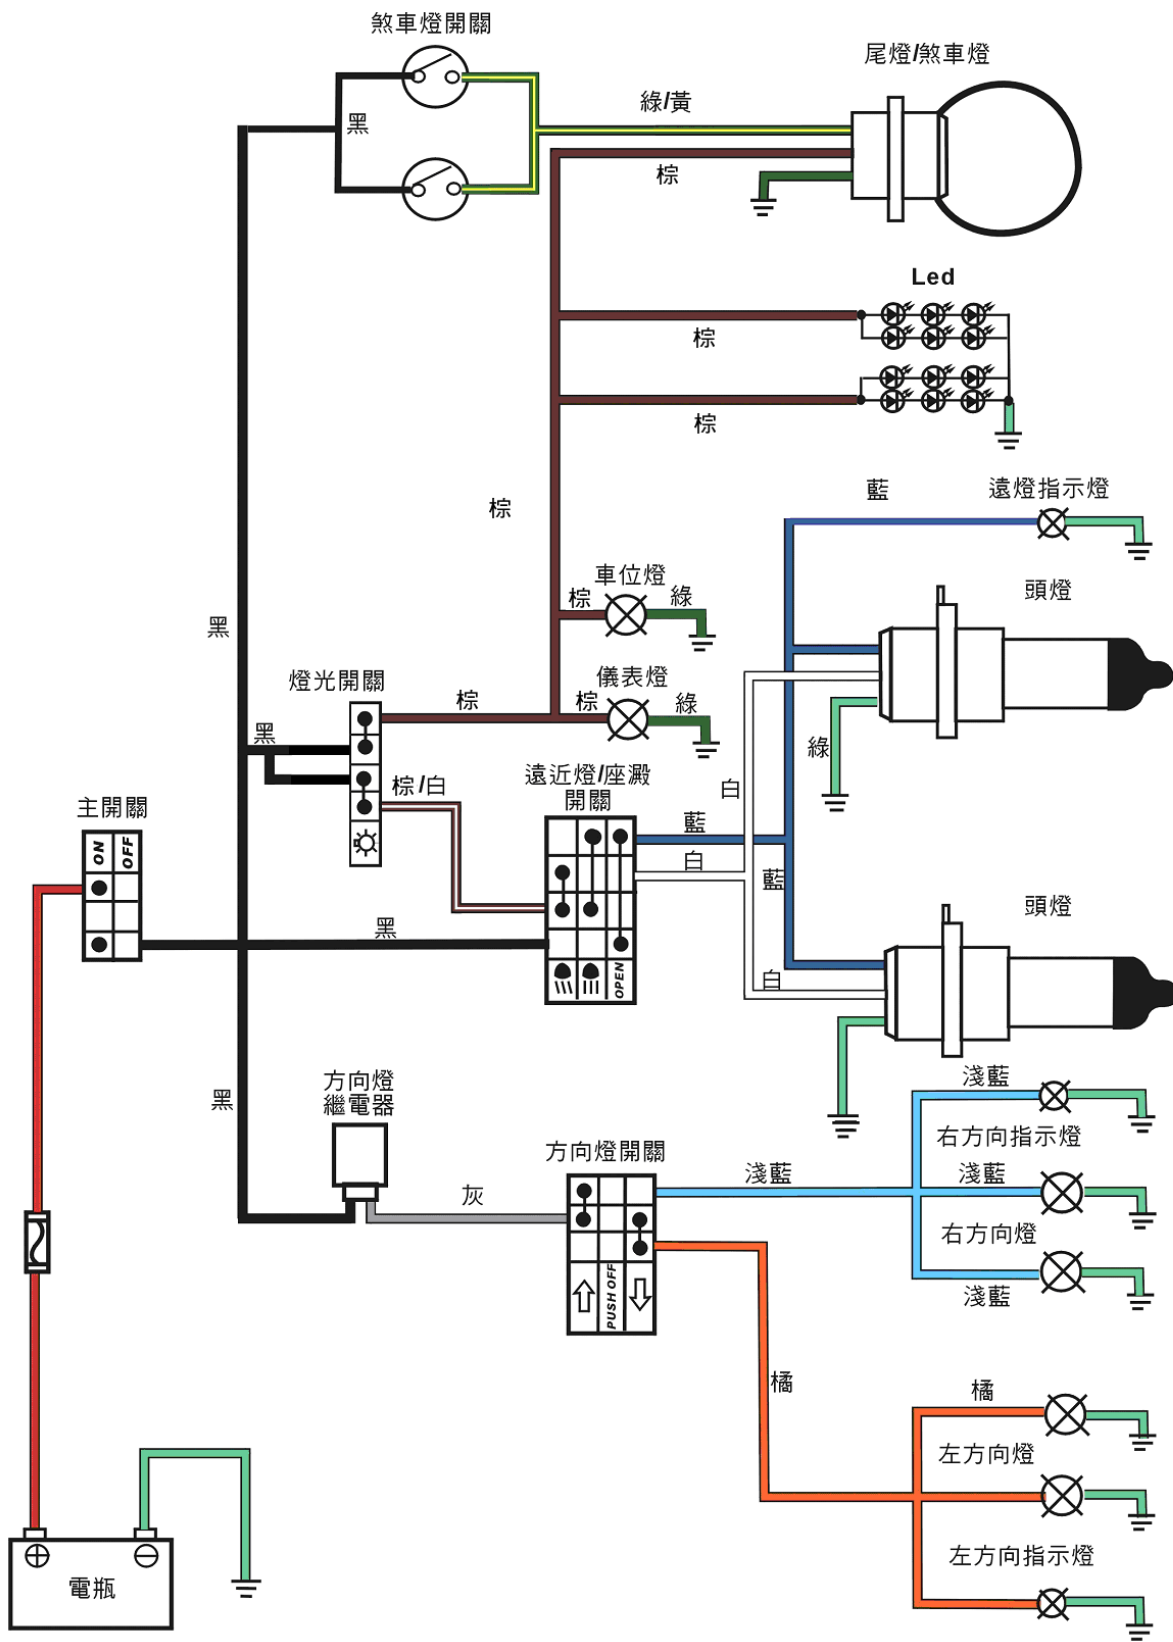 煞車燈開關
尾燈/煞車燈
黑
綠/黃
棕
Led
棕
棕
棕
藍
遠燈指示燈
車位燈
棕
綠
頭燈
黑
燈光開關
棕
儀表燈
棕
綠
黑
綠
棕/白
遠近燈/座濺
開關
白
主開關
ON
OFF
藍
白
藍
頭燈
黑
OPEN
白
方向燈
繼電器
黑
淺藍
右方向指示燈
方向燈開關
淺藍
淺藍
灰
右方向燈
PUSH OFF
淺藍
橘
橘
左方向燈
左方向指示燈
電瓶